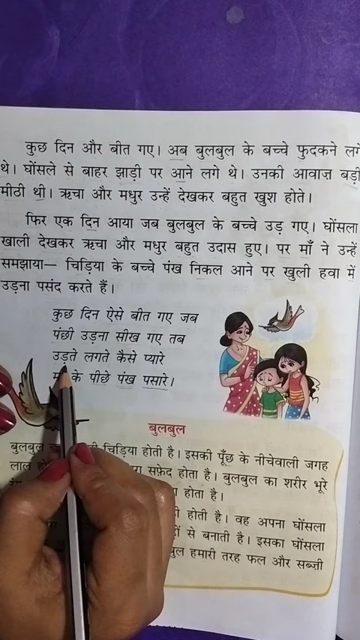 कुछ दिन और बीत गए। अब बुलबुल के बच्चे फुदकने लगे
थे। घोंसले से बाहर झाड़ी पर आने लगे थे। उनकी आवाज़ बड़ी
मीठी थी। ऋचा और मधुर उन्हें देखकर बहुत खुश होते।
फिर एक दिन आया जब बुलबुल के बच्चे उड़ गए। घोंसला
खाली देखकर ऋचा और मधुर बहुत उदास हुए। पर माँ ने उन्हें
समझाया— चिड़िया के बच्चे पंख निकल आने पर खुली हवा में
उड़ना पसंद करते हैं।
कुछ दिन ऐसे बीत गए जब
पंछी उड़ना सीख गए तब
उड़ते लगते कैसे प्यारे
के पीछे पंख पसारे।
बुलबुल
बुलबुल चिड़िया होती है। इसकी पूँछ के नीचेवाली जगह
लाल सफ़ेद होता है। बुलबुल का शरीर भूरे
होता है।
होती है। वह अपना घोंसला
से बनाती है। इसका घोंसला
हमारी तरह फल और सब्ज़ी